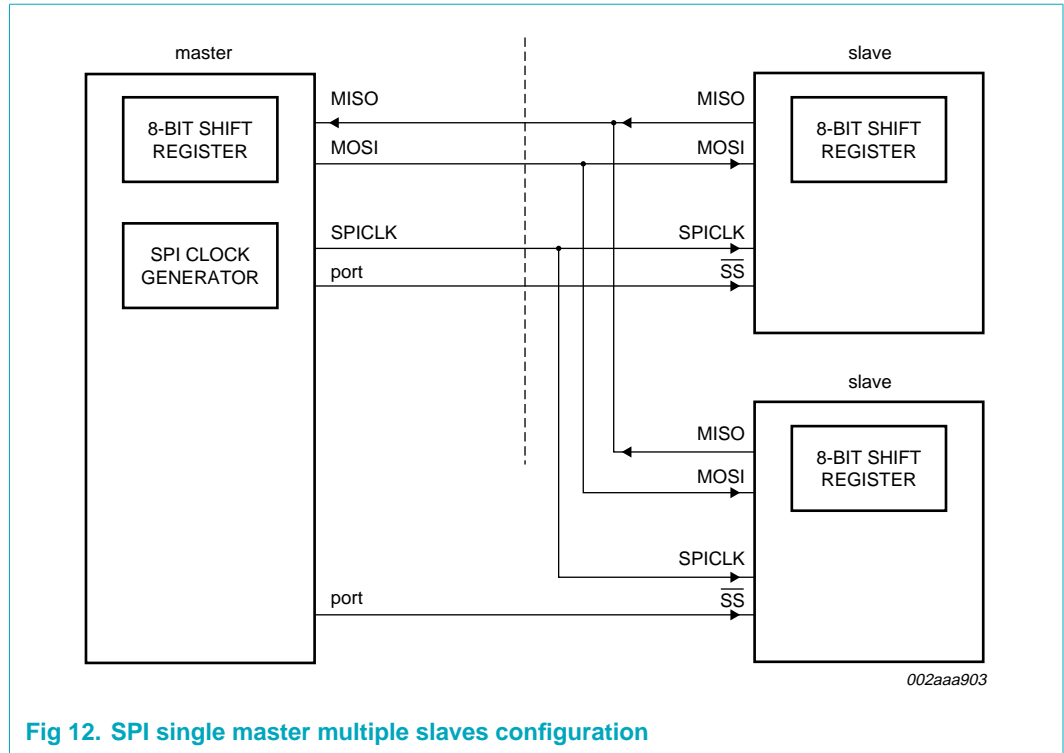 master
slave
8-BIT SHIFT
REGISTER
MISO
MISO
8-BIT SHIFT
REGISTER
MOSI
MOSI
SPI CLOCK
GENERATOR
SPICLK
SPICLK
port
SS
slave
MISO
8-BIT SHIFT
REGISTER
MOSI
SPICLK
port
SS
002aaa903
Fig 12. SPI single master multiple slaves configuration